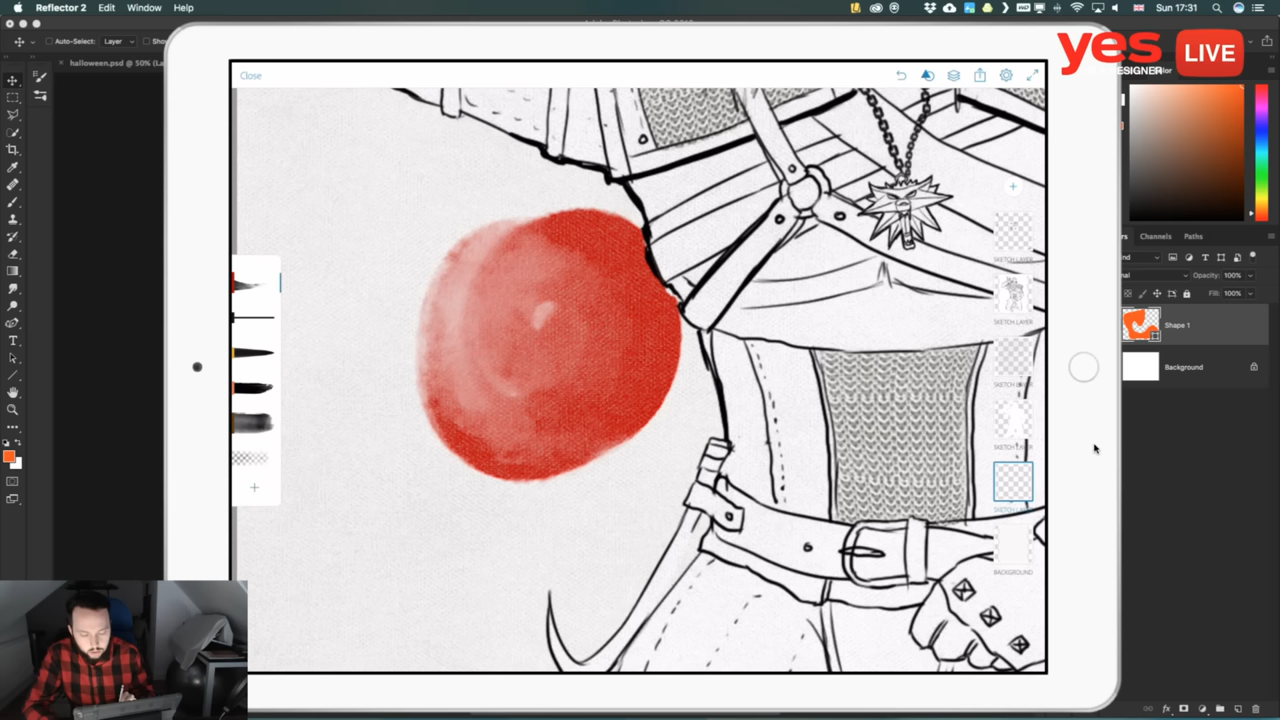 Reflector 2 Edit Window Help
Sun 17:31
Auto-Select: Layer
halloween.psd @ 50%
yes
DESIGNER
LIVE
Close
Channels Paths
Opacity: 100%
Fill: 100%
Shape 1
Background
SKETCH LAYER
SKETCH LAYER
BACKGROUND